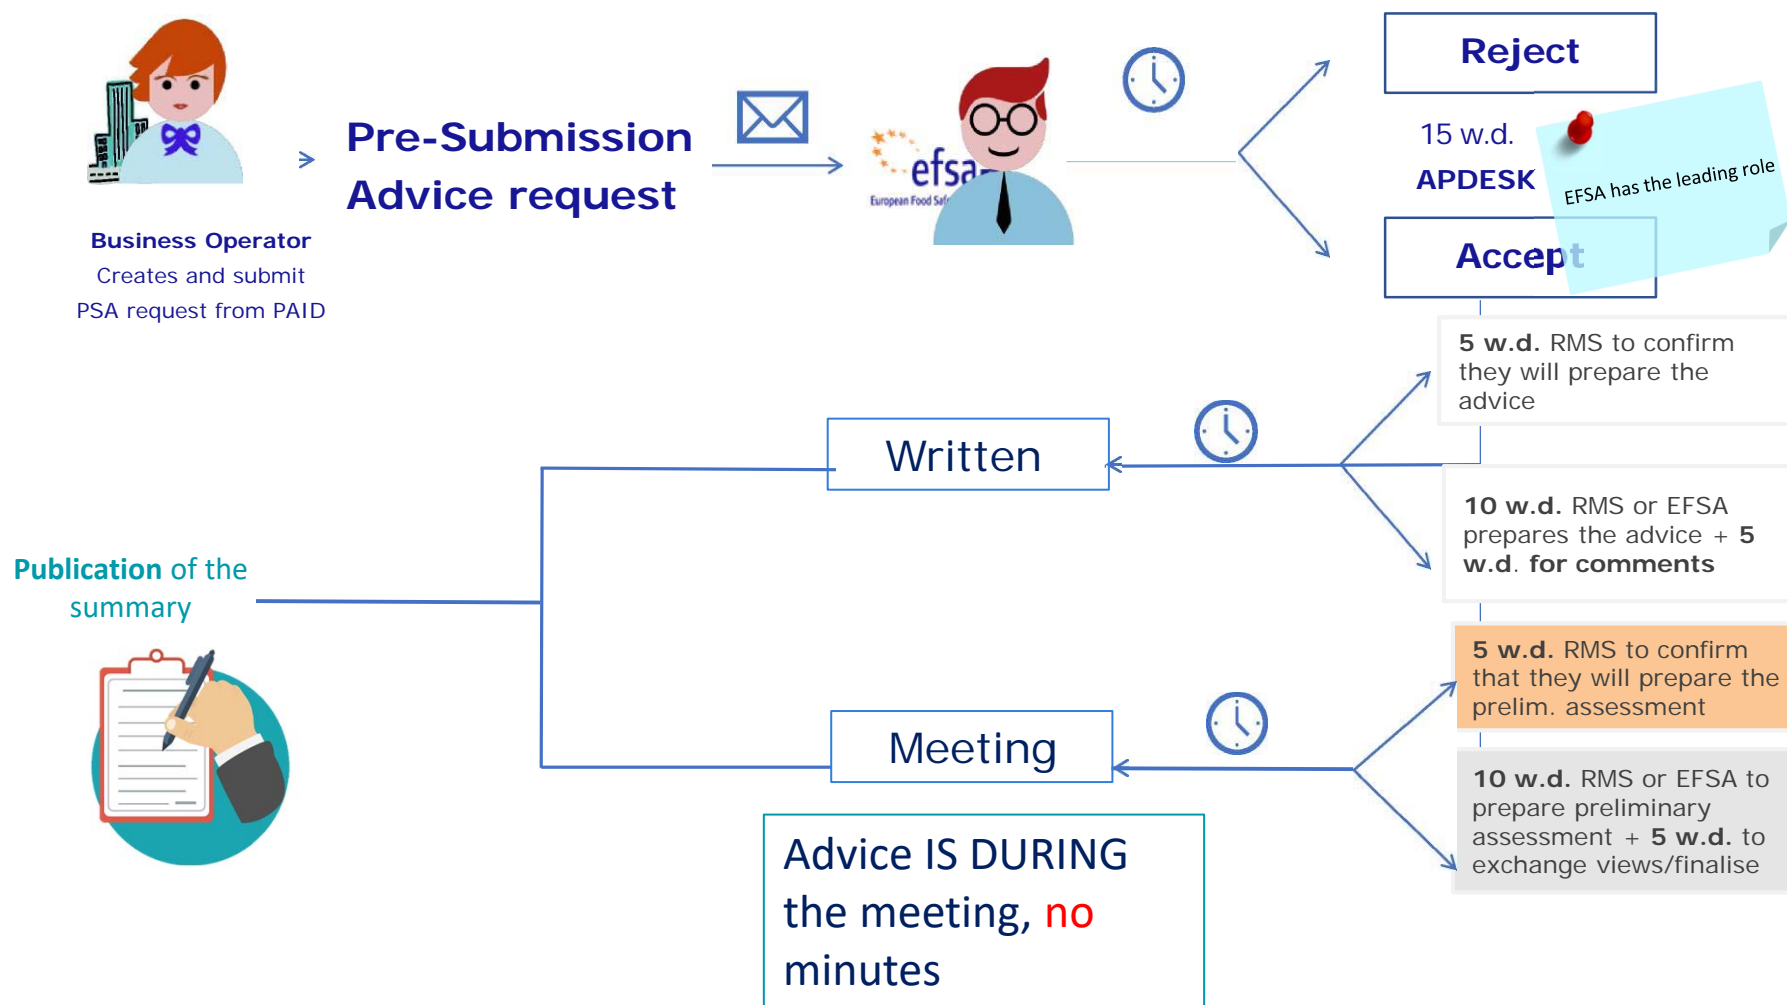 Reject
Pre-Submission
Advice request
efsa
European Food Safe
15 w.d.
APDESK
EFSA has the leading role
Accept
Business Operator
Creates and submit
PSA request from PAID
5 w.d. RMS to confirm
they will prepare the
advice
Written
10 w.d. RMS or EFSA
prepares the advice + 5
w.d. for comments
Publication of the
summary
5 w.d. RMS to confirm
that they will prepare the
prelim. assessment
Meeting
10 w.d. RMS or EFSA to
prepare preliminary
assessment + 5 w.d. to
exchange views/finalise
Advice IS DURING
the meeting, no
minutes